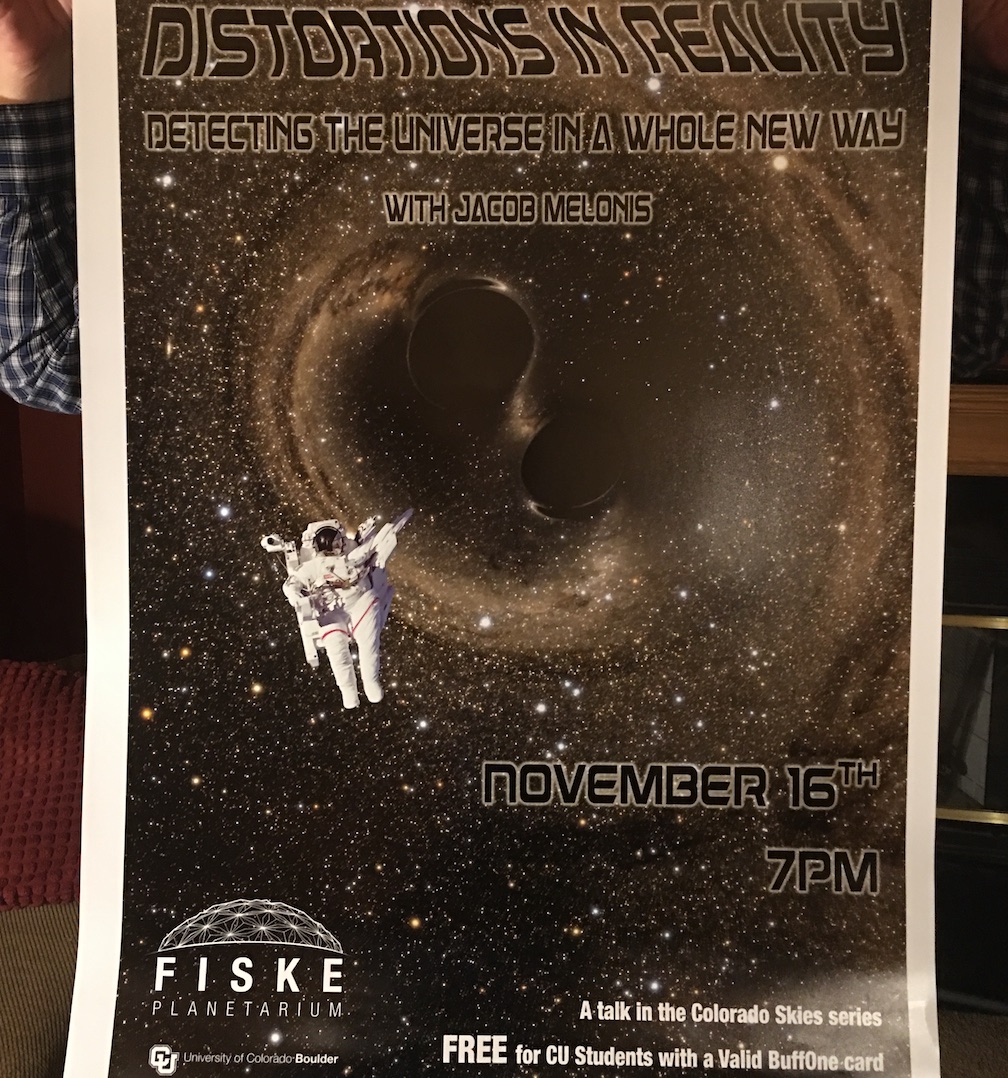 DISTORTIONS IN REALITY
DETECTING THE UNIVERSE IN A WHOLE NEW WAY
WITH JACOB MELONIS
NOVEMBER 16TH
7PM
FISKE
PLANETARIUM
CU University of Colorado Boulder
A talk in the Colorado Skies series
FREE for CU Students with a Valid BuffOne card